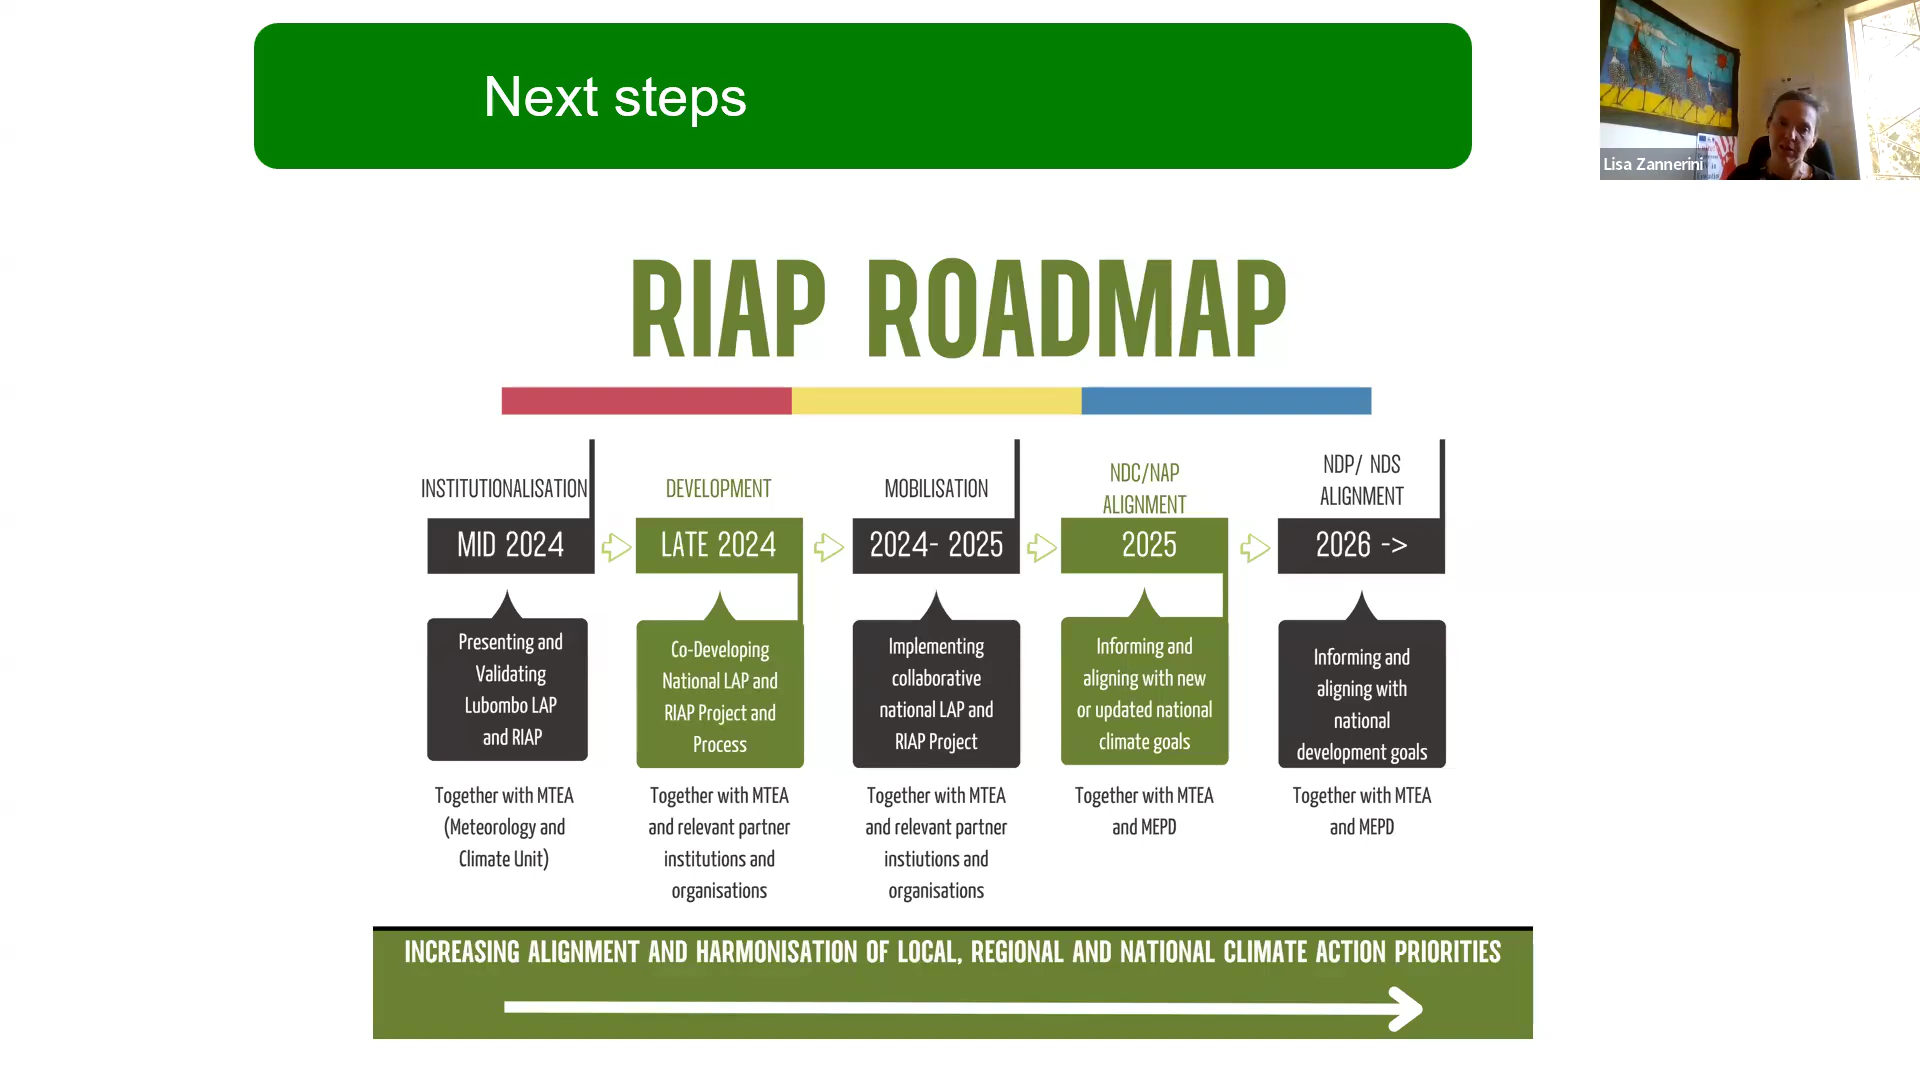 Next steps
Lisa Zannerini
RIAP ROADMAP
INSTITUTIONALISATION
MID 2024
Presenting and
Validating
Lubombo LAP
and RIAP
Together with MTEA
(Meteorology and
Climate Unit)
DEVELOPMENT
LATE 2024
Co-Developing
National LAP and
RIAP Project and
Process
Together with MTEA
and relevant partner
institutions and
organisations
MOBILISATION
2024- 2025
Implementing
collaborative
national LAP and
RIAP Project
Together with MTEA
and relevant partner
instiutions and
organisations
NDC/NAP
ALIGNMENT
2025
Informing and
aligning with new
or updated national
climate goals
Together with MTEA
and MEPD
NDP/ NDS
ALIGNMENT
2026 ->
Informing and
aligning with
national
development goals
Together with MTEA
and MEPD
INCREASING ALIGNMENT AND HARMONISATION OF LOCAL, REGIONAL AND NATIONAL CLIMATE ACTION PRIORITIES